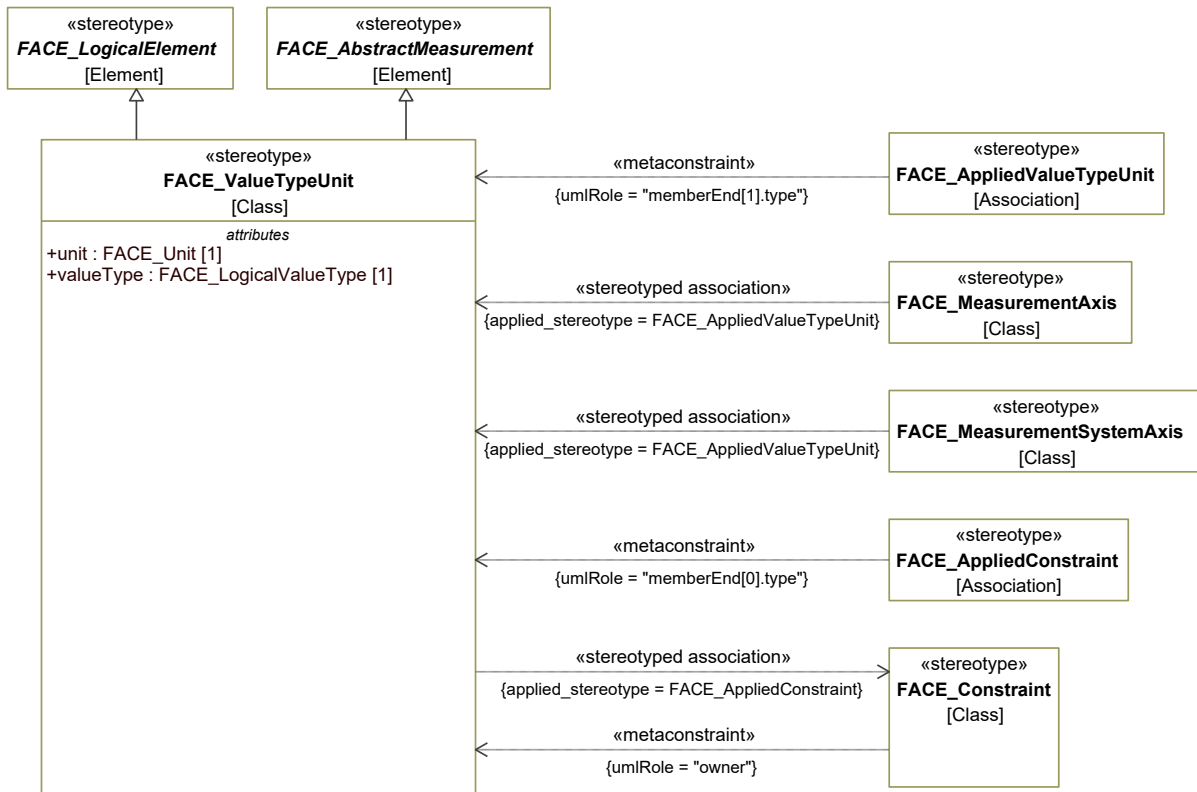 «stereotype»
FACE_LogicalElement
[Element]
«stereotype»
FACE_AbstractMeasurement
[Element]
«stereotype»
FACE_ValueTypeUnit
[Class]
attributes
+unit : FACE_Unit [1]
+valueType : FACE_LogicalValueType [1]
«metaconstraint»
{umlRole = "memberEnd[1].type"}
«stereotype»
FACE_AppliedValueTypeUnit
[Association]
«stereotyped association»
{applied_stereotype = FACE_AppliedValueTypeUnit}
«stereotype»
FACE_MeasurementAxis
[Class]
«stereotyped association»
{applied_stereotype = FACE_AppliedValueTypeUnit}
«stereotype»
FACE_MeasurementSystemAxis
[Class]
«metaconstraint»
{umlRole = "memberEnd[0].type"}
«stereotype»
FACE_AppliedConstraint
[Association]
«stereotyped association»
{applied_stereotype = FACE_AppliedConstraint}
«stereotype»
FACE_Constraint
[Class]
«metaconstraint»
{umlRole = "owner"}